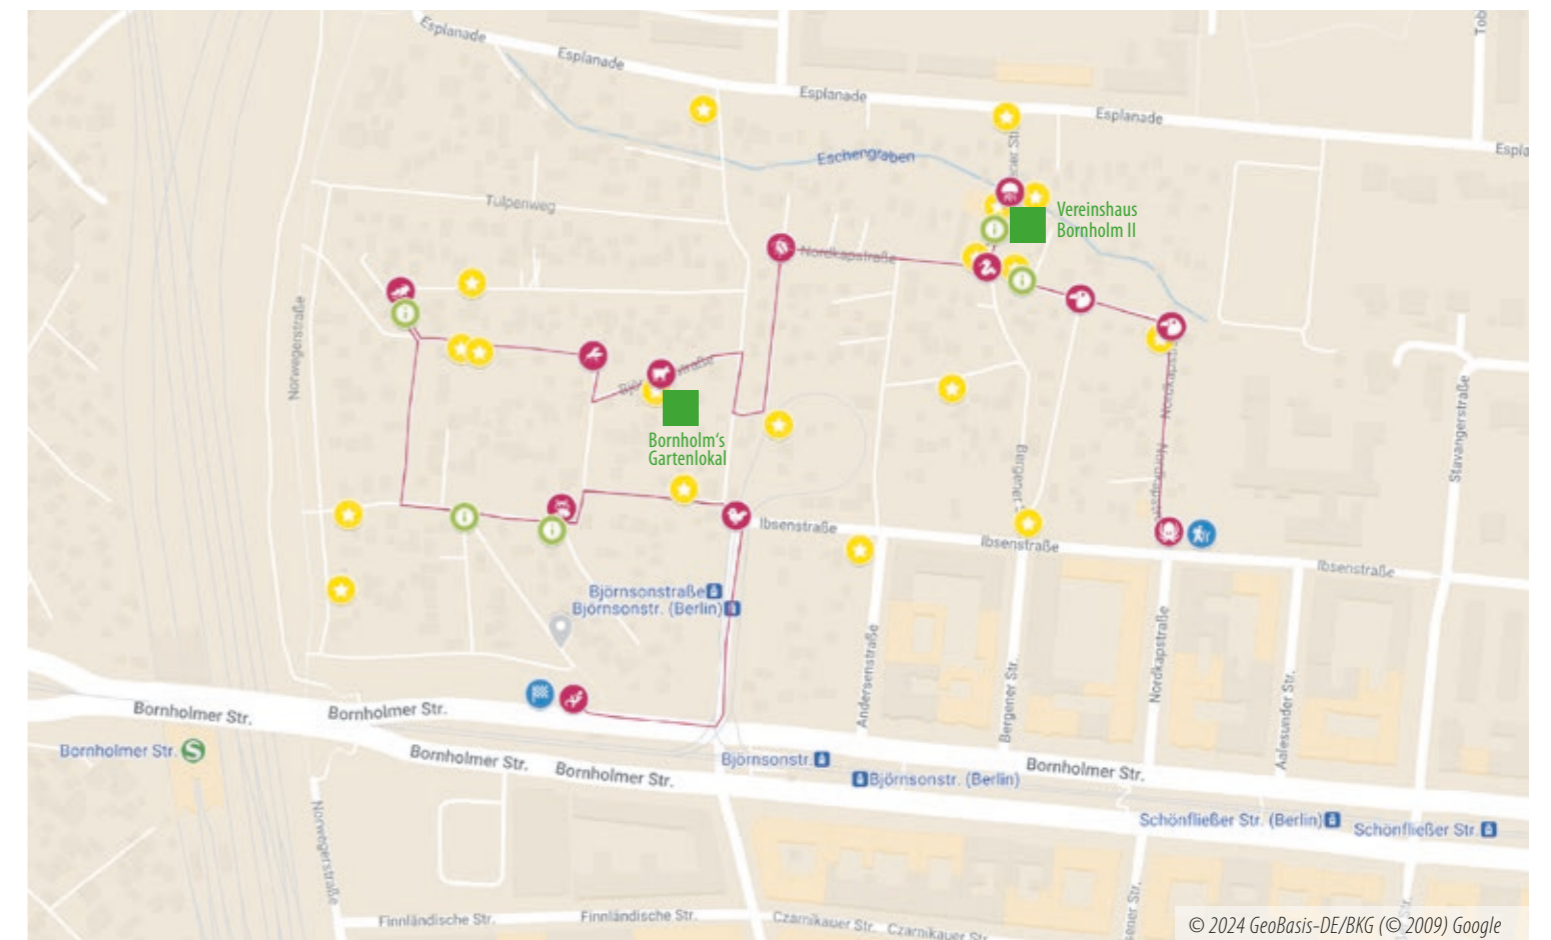 Esplanade
Esplanade
Esplanade
Esplanade
Tob
Espla
Eschengraben
Tulpenweg
Vereinshaus
Bornholm II
Nordkapstraße
Norwegerstraße
Bornholm‘s
Gartenlokal
Stavangerstraße
Ibsenstraße
Ibsenstraße
Ibsenstraße
Björnsonstraße
Björnsonstr. (Berlin)
Andersenstraße
Bergener Str.
Nordkapstraße
Aalesunder Str.
Bornholmer Str.
Bornholmer Str.
Bornholmer Str.
S
Bornholmer Str.
Bornholmer Str.
Björnsonstr.
Björnsonstr. (Berlin)
Bornholmer Str.
Schönfließer Str. (Berlin)
Schönfließer Str.
Norwegerstraße
Finnländische Str.
Finnländische Str.
Czarnikauer Str.
Czarnikauer Str.
© 2024 GeoBasis-DE/BKG (© 2009) Google